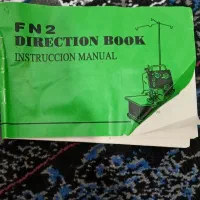 FN2
DIRECTION BOOK
INSTRUCCION MANUAL